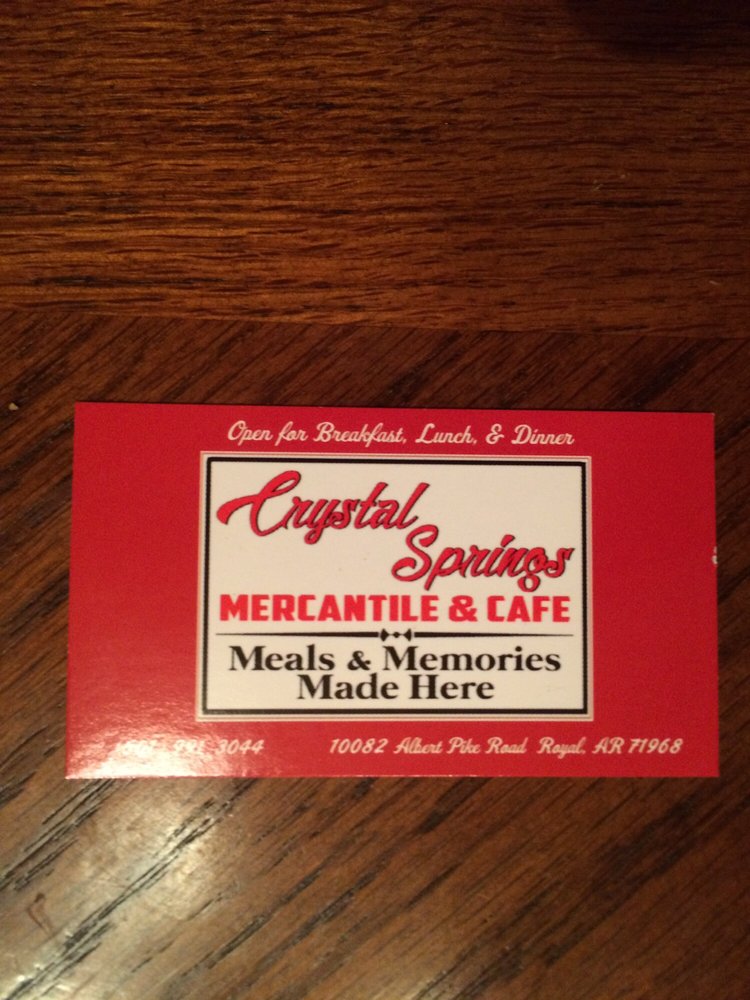 Open for Breakfast, Lunch, & Dinner
Crystal
Springs
MERCANTILE & CAFE
Meals & Memories
Made Here
3044 10082 Albert Pike Road Royal, AR 71968